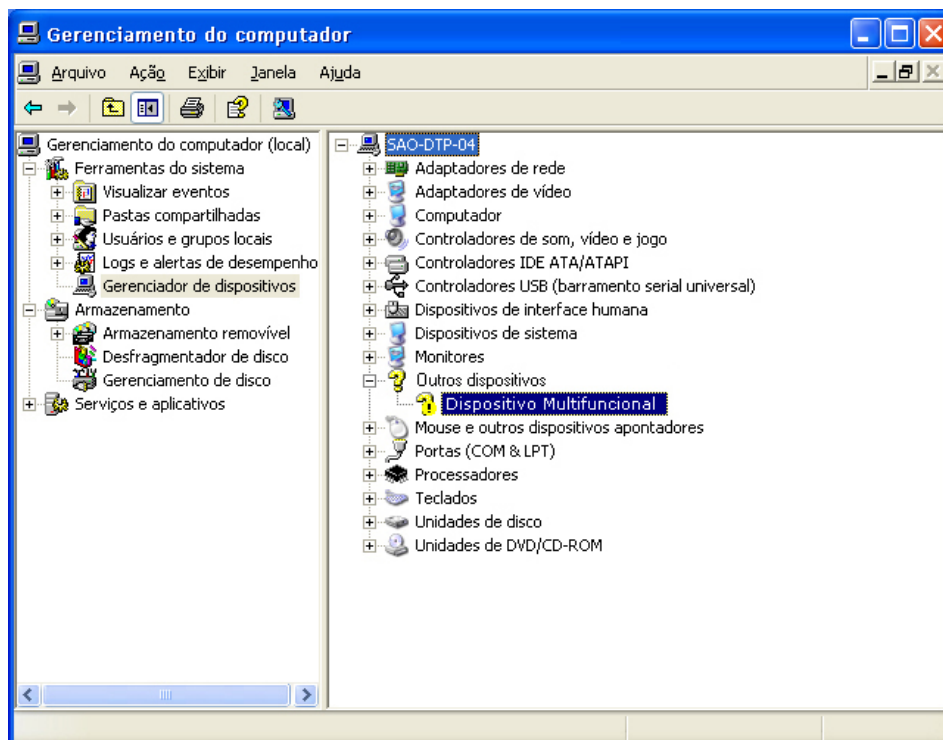 Gerenciamento do computador
Arquivo Ação Exibir Janela Ajuda
Gerenciamento do computador (local)
Ferramentas do sistema
Visualizar eventos
Pastas compartilhadas
Usuários e grupos locais
Logs e alertas de desempenho
Gerenciador de dispositivos
Armazenamento
Armazenamento removível
Desfragmentador de disco
Gerenciamento de disco
Serviços e aplicativos
SAO-DTP-04
Adaptadores de rede
Adaptadores de vídeo
Computador
Controladores de som, vídeo e jogo
Controladores IDE ATA/ATAPI
Controladores USB (barramento serial universal)
Dispositivos de interface humana
Dispositivos de sistema
Monitores
Outros dispositivos
Dispositivo Multifuncional
Mouse e outros dispositivos apontadores
Portas (COM & LPT)
Processadores
Teclados
Unidades de disco
Unidades de DVD/CD-ROM